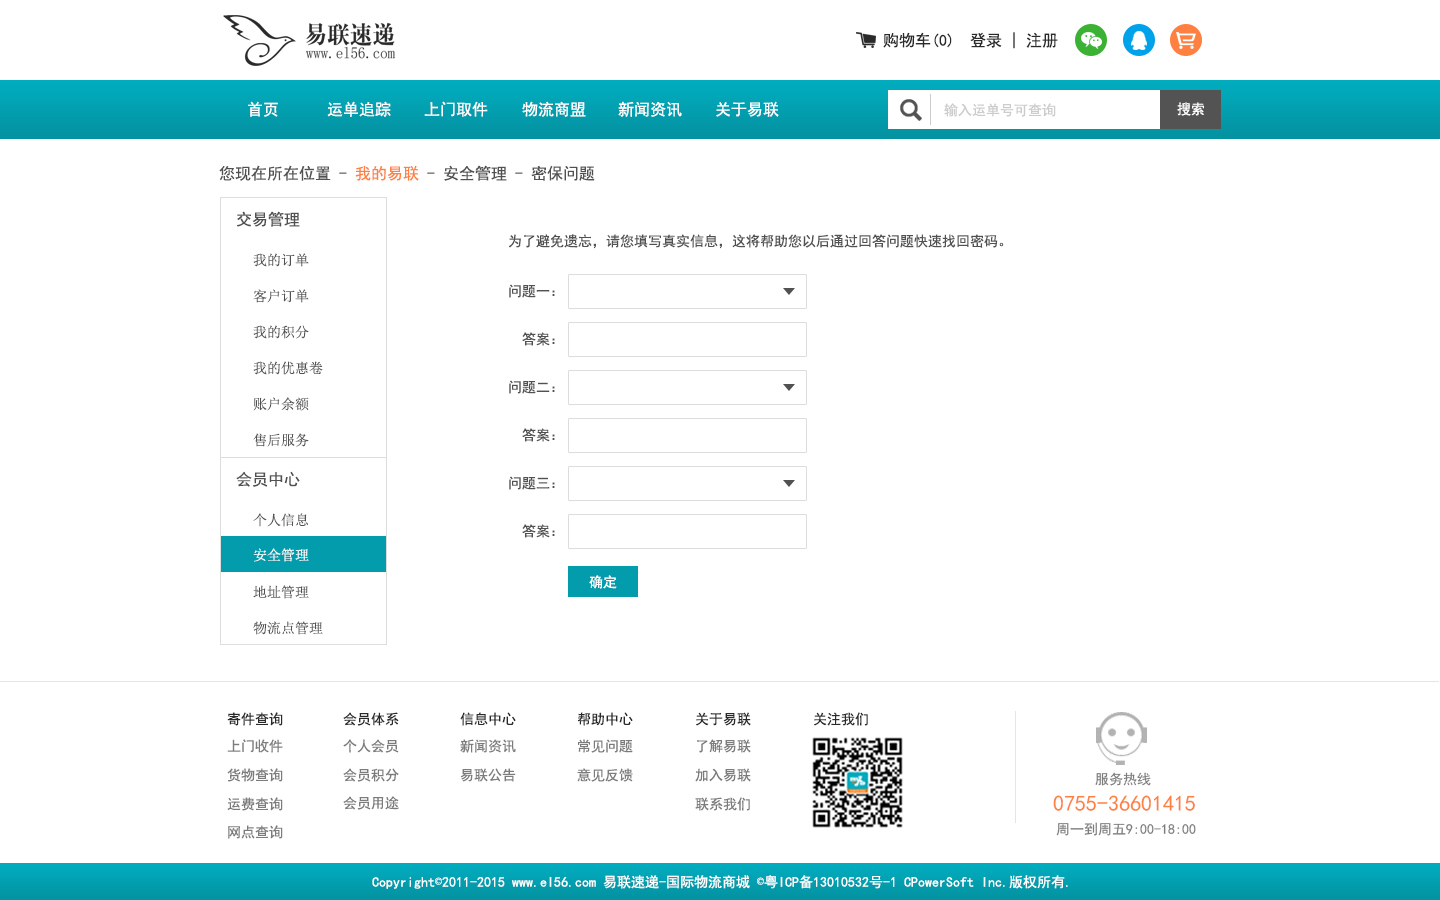 易联速递
www.el56.com
购物车(0) 登录 | 注册
首页 运单追踪 上门取件 物流商盟 新闻资讯 关于易联 输入运单号可查询 搜索
您现在所在位置 - 我的易联 - 安全管理 - 密保问题
交易管理
我的订单
客户订单
我的积分
我的优惠卷
账户余额
售后服务
会员中心
个人信息
安全管理
地址管理
物流点管理
为了避免遗忘，请您填写真实信息，这将帮助您以后通过回答问题快速找回密码。
问题一：
答案：
问题二：
答案：
问题三：
答案：
确定
寄件查询
上门收件
货物查询
运费查询
网点查询
会员体系
个人会员
会员积分
会员用途
信息中心
新闻资讯
易联公告
帮助中心
常见问题
意见反馈
关于易联
了解易联
加入易联
联系我们
关注我们
服务热线
0755-36601415
周一到周五9:00-18:00
Copyright©2011-2015 www.el56.com 易联速递-国际物流商城 ©粤ICP备13010532号-1 CPowerSoft Inc.版权所有.